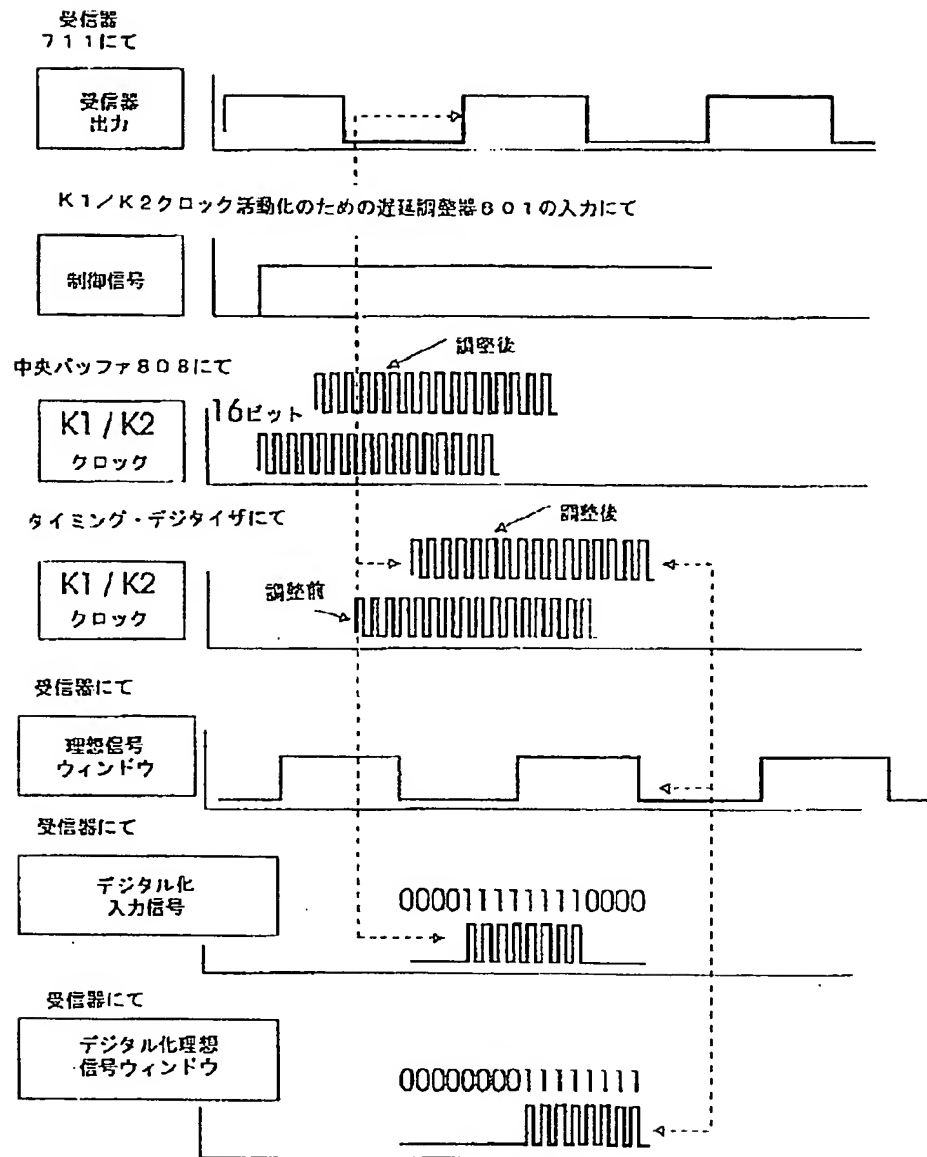 受信器
711にて
受信器
出力
K1/K2クロック活動化のための遅延調整器801の入力にて
制御信号
調整後
中央バッファ808にて
16ビット
K1 / K2
クロック
タイミング・デジタイザにて
調整後
K1 / K2
クロック
調整前
受信器にて
理想信号
ウィンドウ
受信器にて
デジタル化
入力信号
0000111111110000
受信器にて
デジタル化理想
信号ウィンドウ
0000000011111111